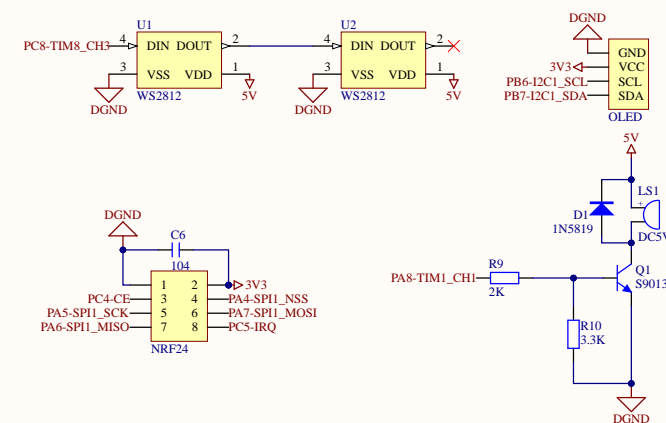 U1
PC8-TIM8_CH3
4
DIN DOUT
2
3
VSS VDD
1
WS2812
DGND
5V
U2
4
DIN DOUT
2
3
VSS VDD
1
WS2812
DGND
5V
DGND
GND
3V3
VCC
PB6-I2C1_SCL
SCL
PB7-I2C1_SDA
SDA
OLED
DGND
C6
104
1 2
3V3
PC4-CE
3 4
PA4-SPI1_NSS
PA5-SPI1_SCK
5 6
PA7-SPI1_MOSI
PA6-SPI1_MISO
7 8
PC5-IRQ
NRF24
5V
LS1
+
D1
1N5819
DC5V
PA8-TIM1_CH1
R9
2K
Q1
S9013
R10
3.3K
DGND